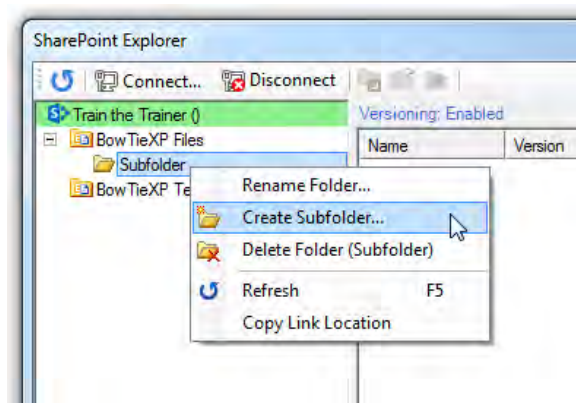 SharePoint Explorer
Connect... Disconnect
Train the Trainer () Versioning: Enabled
BowTieXP Files Name Version
Subfolder
BowTieXP Te
Rename Folder...
Create Subfolder...
Delete Folder (Subfolder)
Refresh F5
Copy Link Location